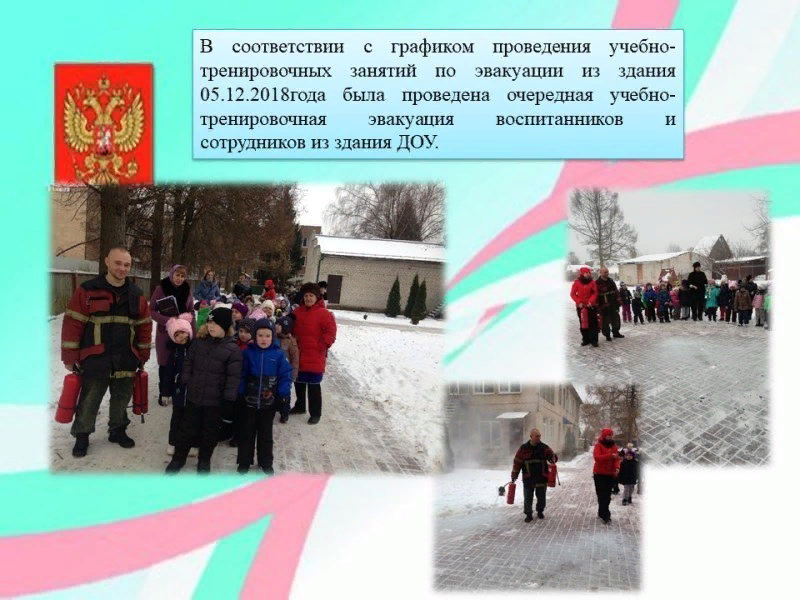 В соответствии с графиком проведения учебно-
тренировочных занятий по эвакуации из здания
05.12.2018года была проведена очередная учебно-
тренировочная эвакуация воспитанников и
сотрудников из здания ДОУ.